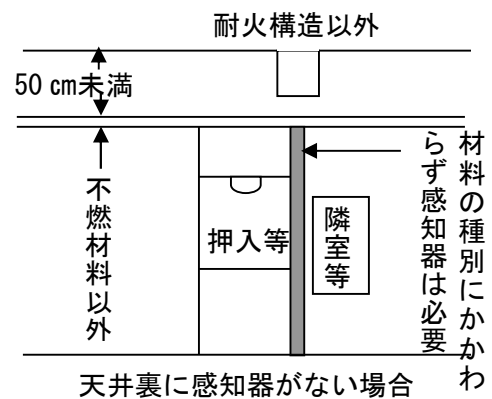 耐火構造以外
50㎝未満
不燃材料以外
押入等
隣室等
材料の種別にかかわ
らず感知器は必要
天井裏に感知器がない場合